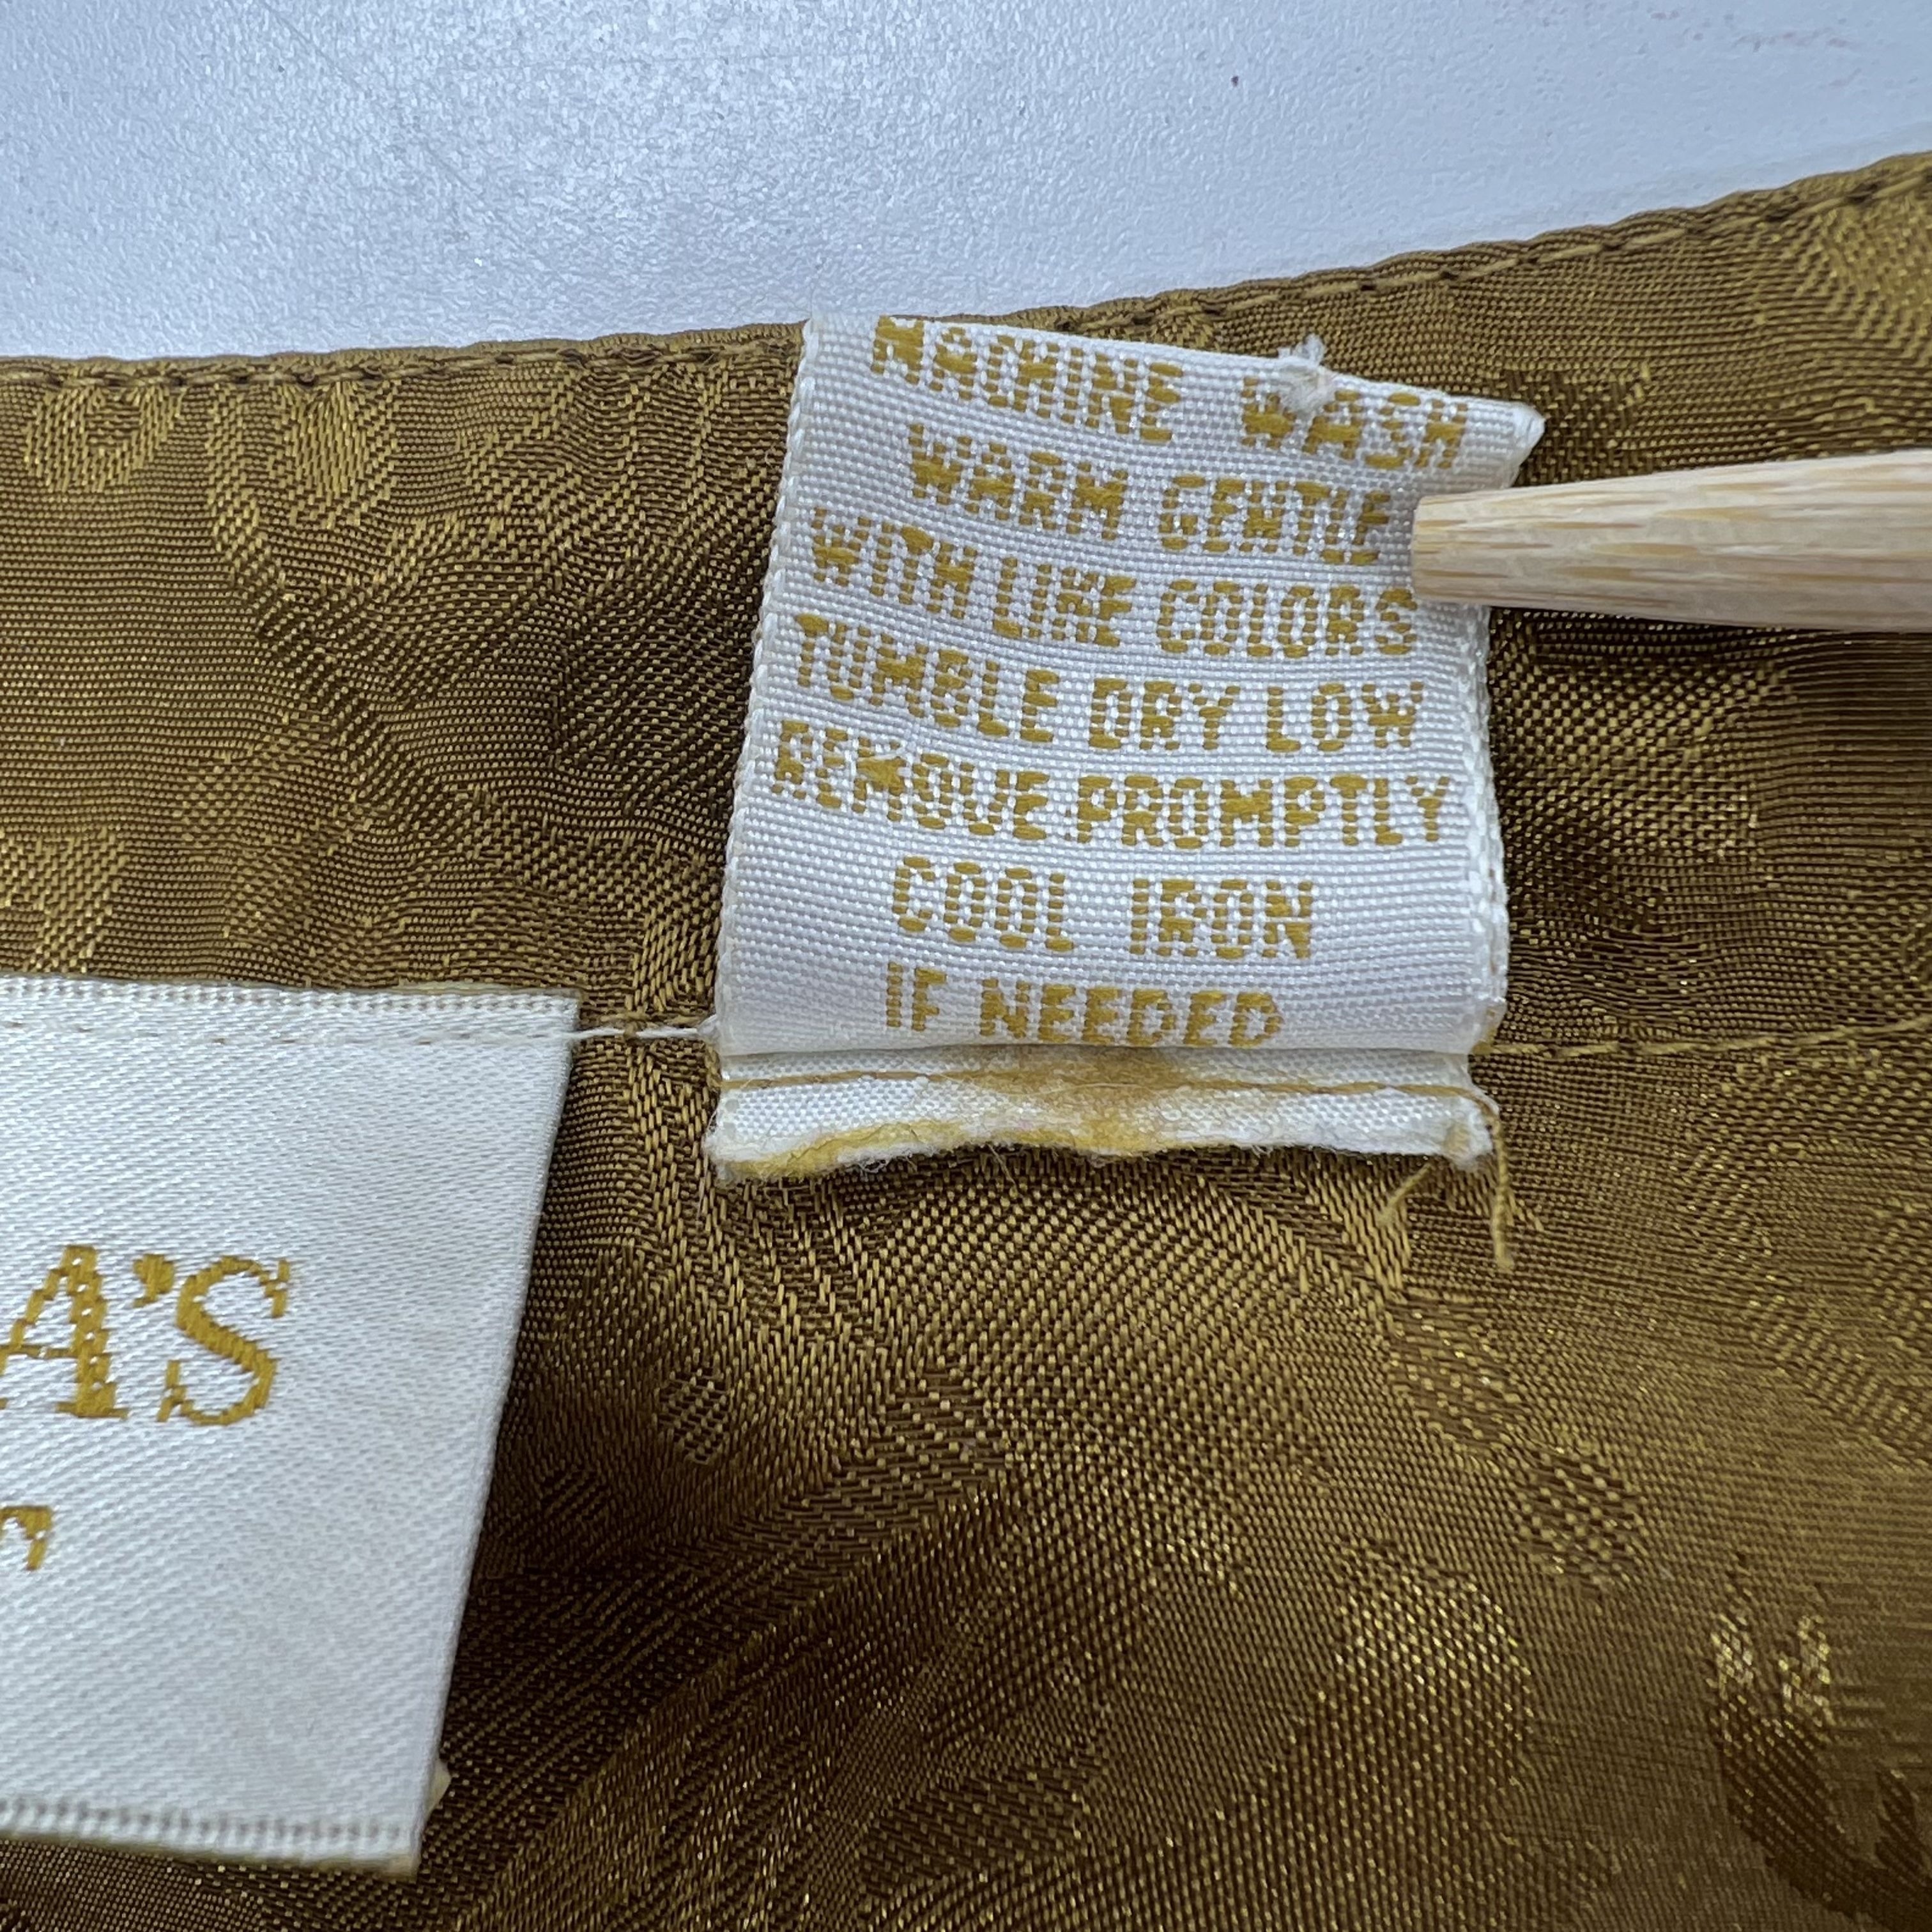 MACHINE WASH
WARM GENTLE
WITH LIKE COLORS
TUMBLE DRY LOW
REMOVE PROMPTLY
COOL IRON
IF NEEDED
A'S